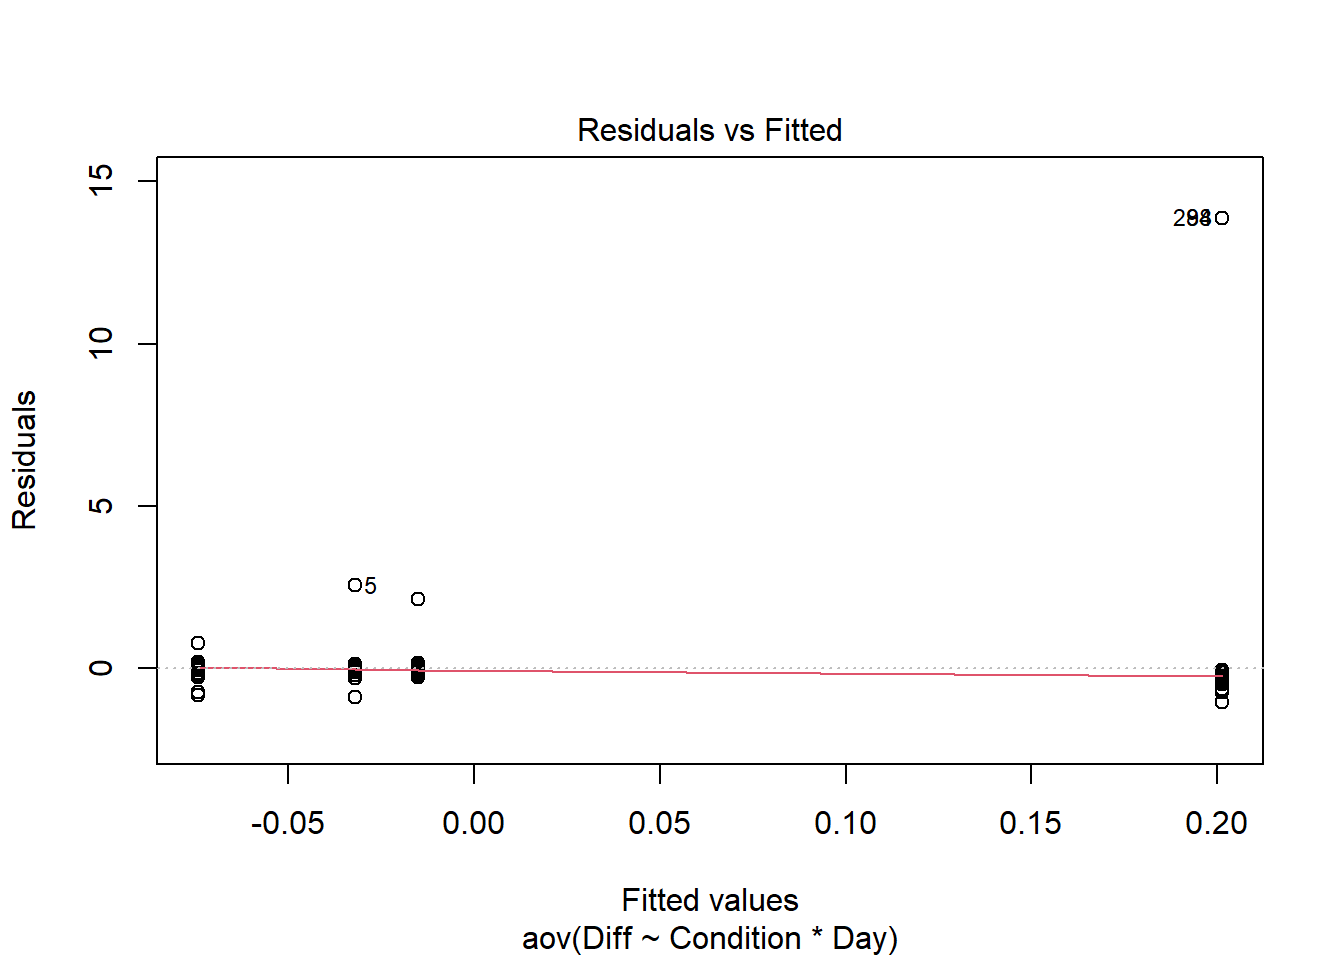 Residuals vs Fitted
15
10
5
0
Residuals
5
-0.05
0.00
0.05
0.10
0.15
0.20
Fitted values
aov(Diff ~ Condition * Day)